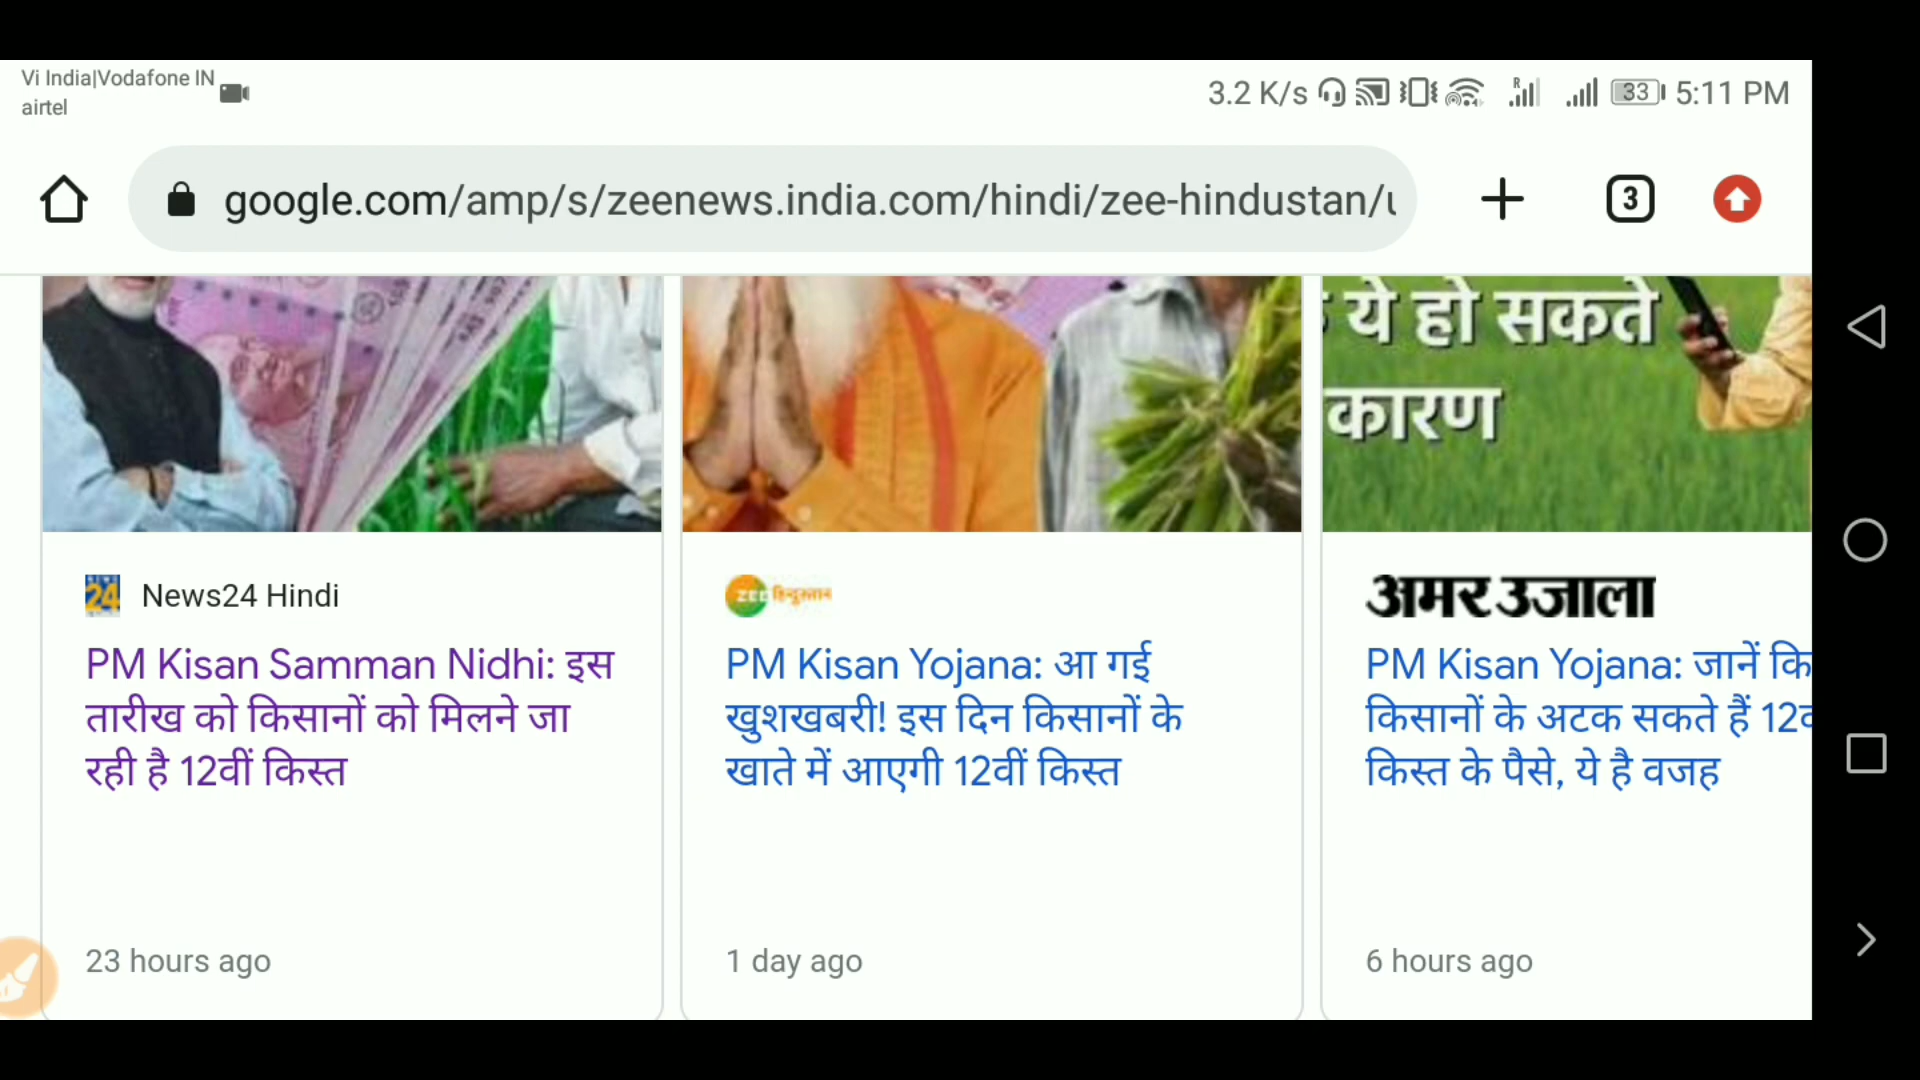 Vi India|Vodafone IN
airtel
3.2 K/s
33
5:11 PM
google.com/amp/s/zeenews.india.com/hindi/zee-hindustan/u
3
ये हो सकते
कारण
24
News24 Hindi
PM Kisan Samman Nidhi: इस
तारीख को किसानों को मिलने जा
रही है 12वीं किस्त
23 hours ago
ZEE हिन्दुस्तान
PM Kisan Yojana: आ गई
खुशखबरी! इस दिन किसानों के
खाते में आएगी 12वीं किस्त
1 day ago
अमर उजाला
PM Kisan Yojana: जानें कि
किसानों के अटक सकते हैं 12व
किस्त के पैसे, ये है वजह
6 hours ago